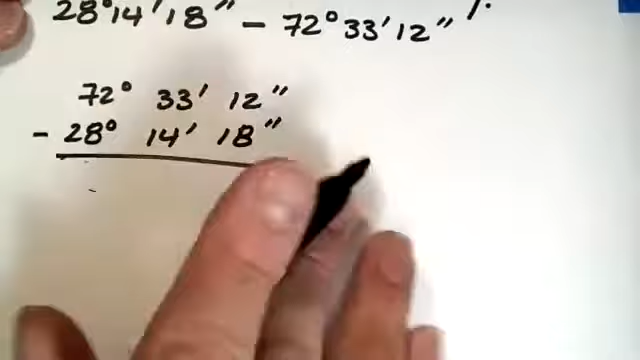 28° 14′ 18″ − 72° 33′ 12″
72° 33′ 12″
− 28° 14′ 18″